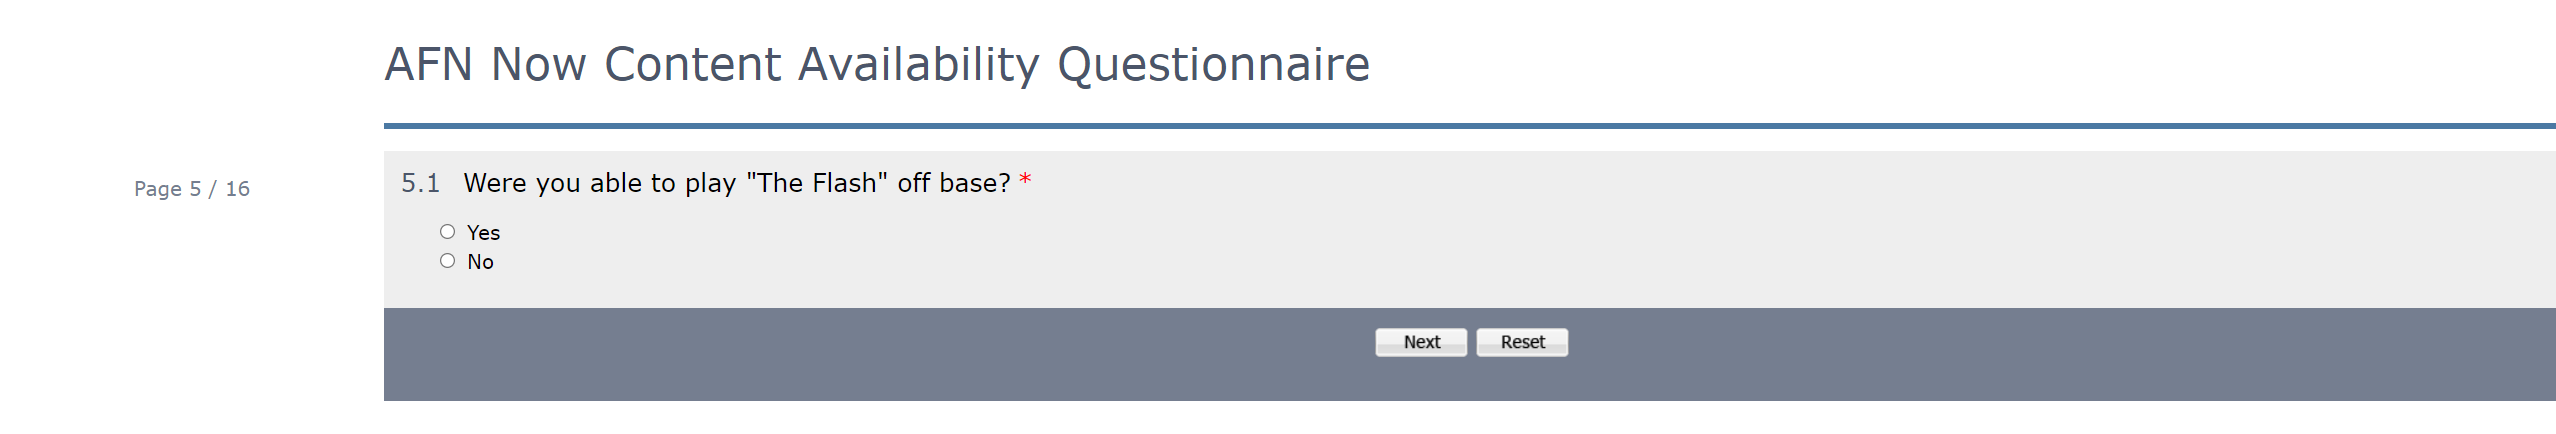 AFN Now Content Availability Questionnaire
Page 5 / 16
5.1 Were you able to play "The Flash" off base? *
Yes
No
Next Reset